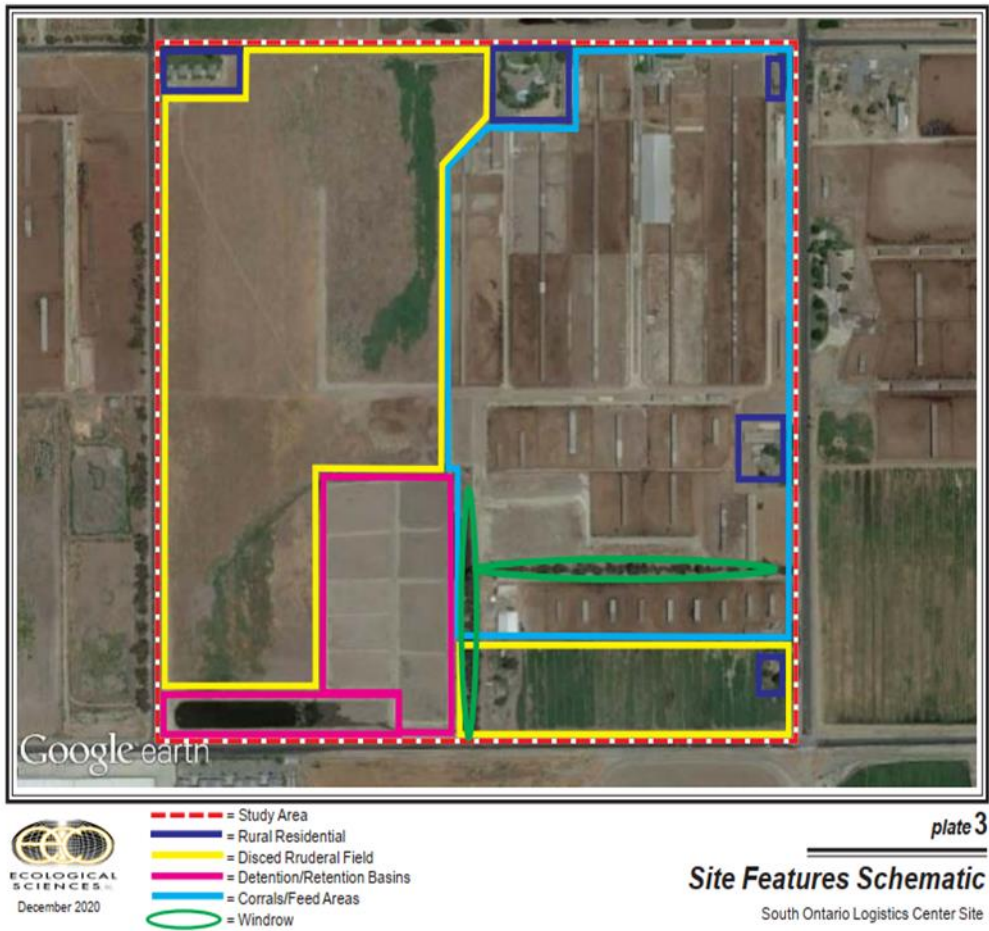 Google earth
ECOLOGICAL
SCIENCES
December 2020
= Study Area
= Rural Residential
= Disced Rruderal Field
= Detention/Retention Basins
= Corrals/Feed Areas
= Windrow
plate 3
Site Features Schematic
South Ontario Logistics Center Site